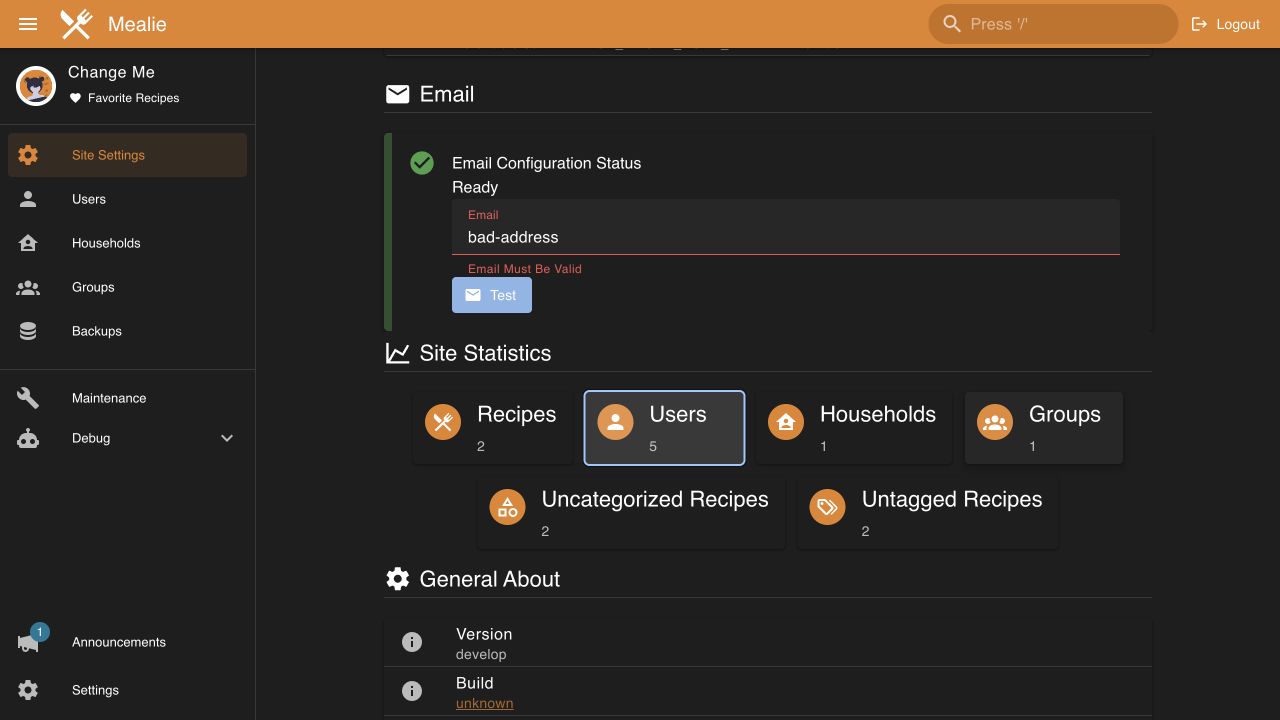 Mealie
Press '/'
Logout
Change Me
Favorite Recipes
Site Settings
Users
Households
Groups
Backups
Maintenance
Debug
1
Announcements
Settings
Email
Email Configuration Status
Ready
Email
bad-address
Email Must Be Valid
Test
Site Statistics
Recipes
2
Users
5
Households
1
Groups
1
Uncategorized Recipes
2
Untagged Recipes
2
General About
Version
develop
Build
unknown